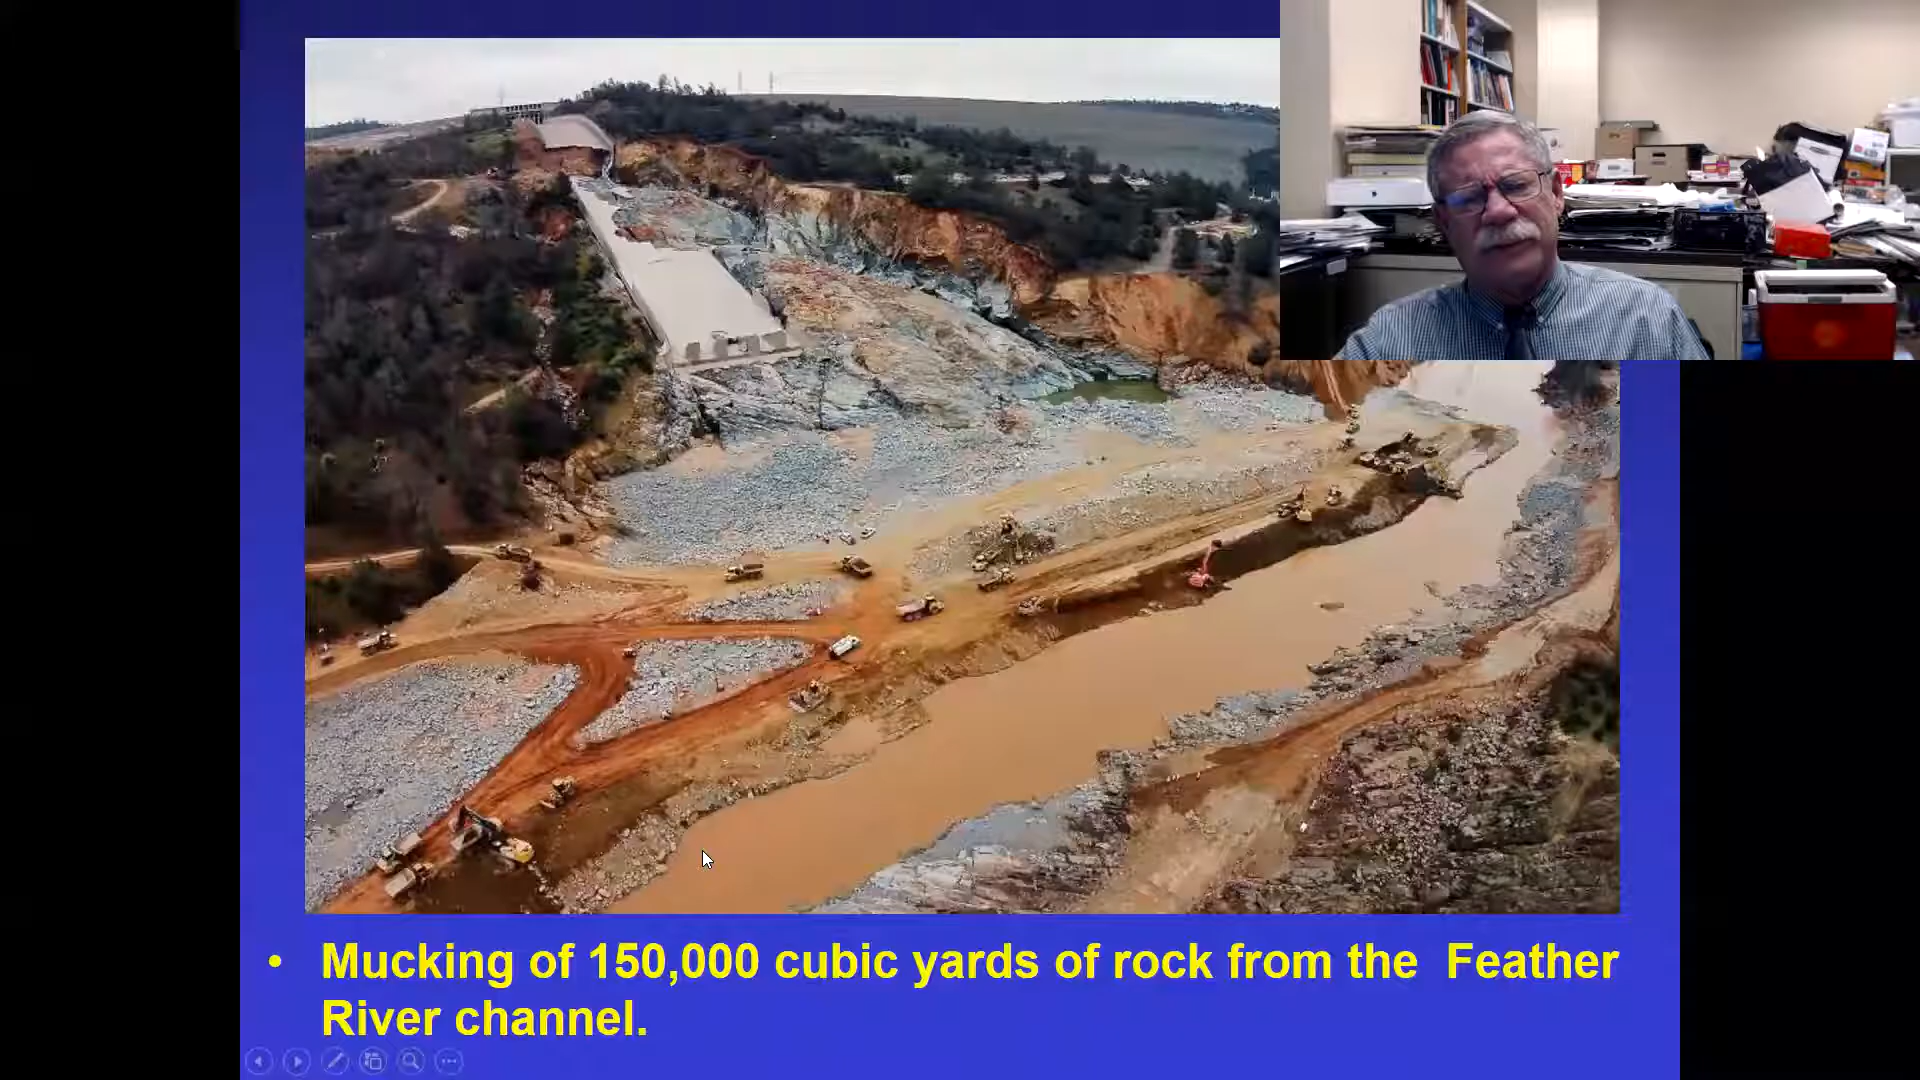 • Mucking of 150,000 cubic yards of rock from the  Feather
River channel.